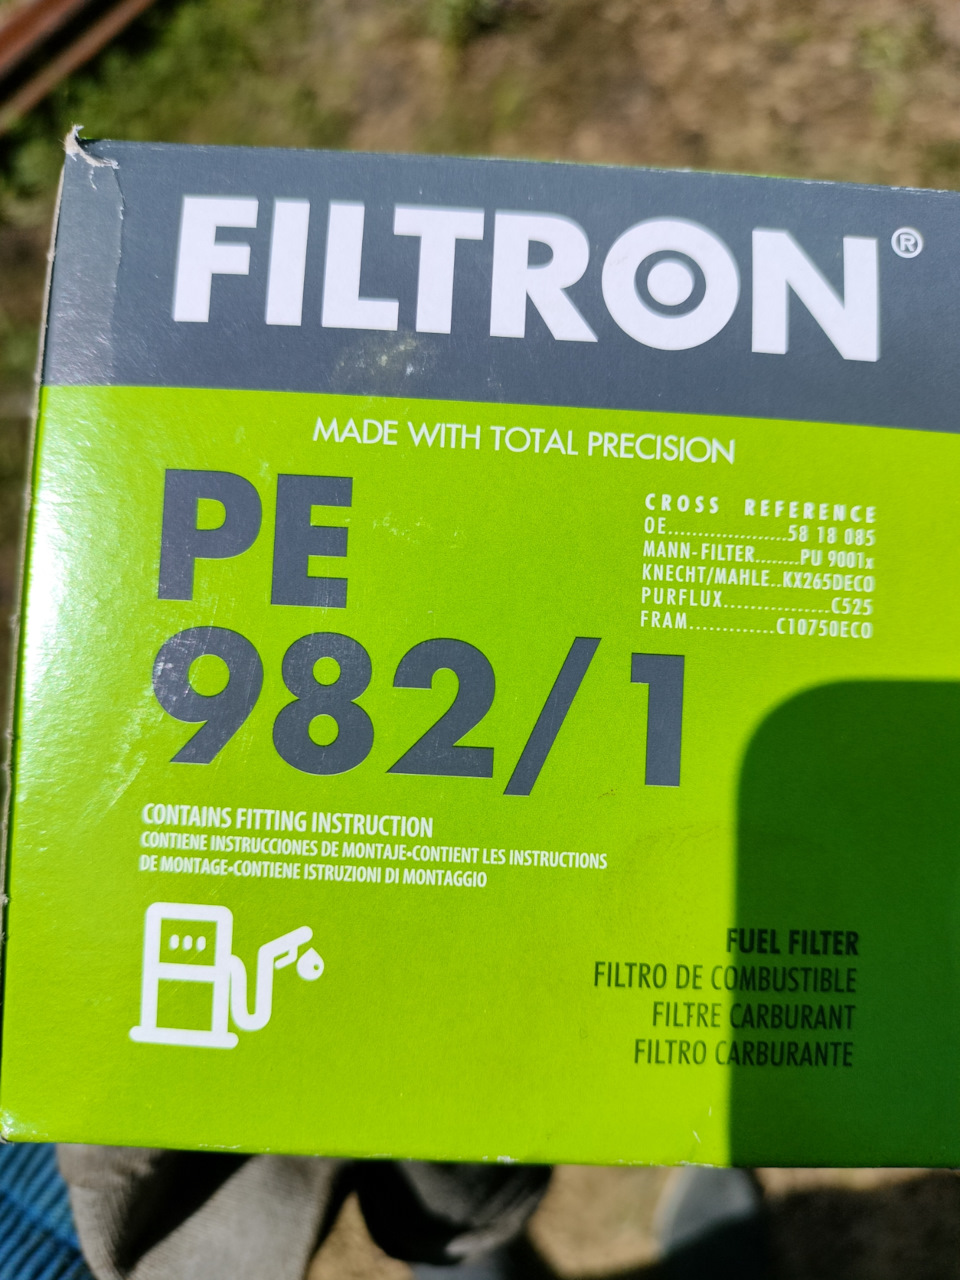 FILTRON®
MADE WITH TOTAL PRECISION
PE
982/1
CROSS REFERENCE
OE....................58 18 085
MANN-FILTER........PU 9001x
KNECHT/MAHLE..KX265DECO
PURFLUX.................C525
FRAM.............C10750ECO
CONTAINS FITTING INSTRUCTION
CONTIENE INSTRUCCIONES DE MONTAJE•CONTIENT LES INSTRUCTIONS
DE MONTAGE•CONTIENE ISTRUZIONI DI MONTAGGIO
FUEL FILTER
FILTRO DE COMBUSTIBLE
FILTRE CARBURANT
FILTRO CARBURANTE